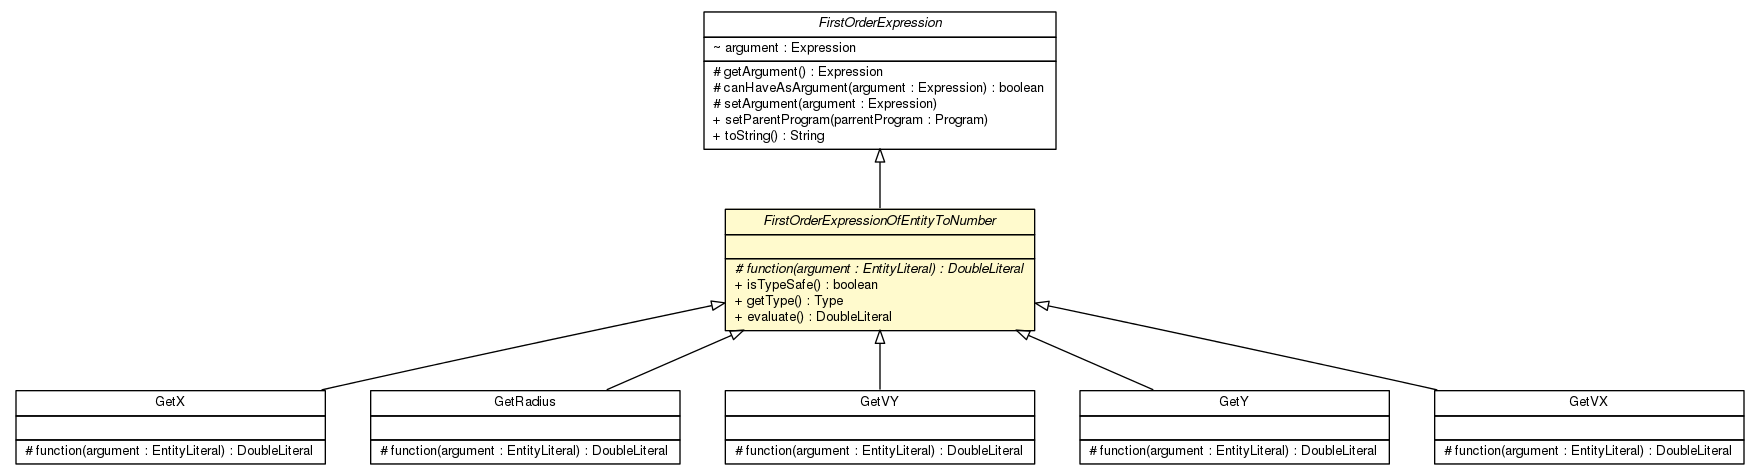 FirstOrderExpression
~ argument : Expression
# getArgument() : Expression
# canHaveAsArgument(argument : Expression) : boolean
# setArgument(argument : Expression)
+ setParentProgram(parrentProgram : Program)
+ toString() : String
FirstOrderExpressionOfEntityToNumber
# function(argument : EntityLiteral) : DoubleLiteral
+ isTypeSafe() : boolean
+ getType() : Type
+ evaluate() : DoubleLiteral
GetX
# function(argument : EntityLiteral) : DoubleLiteral
GetRadius
# function(argument : EntityLiteral) : DoubleLiteral
GetVY
# function(argument : EntityLiteral) : DoubleLiteral
GetY
# function(argument : EntityLiteral) : DoubleLiteral
GetVX
# function(argument : EntityLiteral) : DoubleLiteral